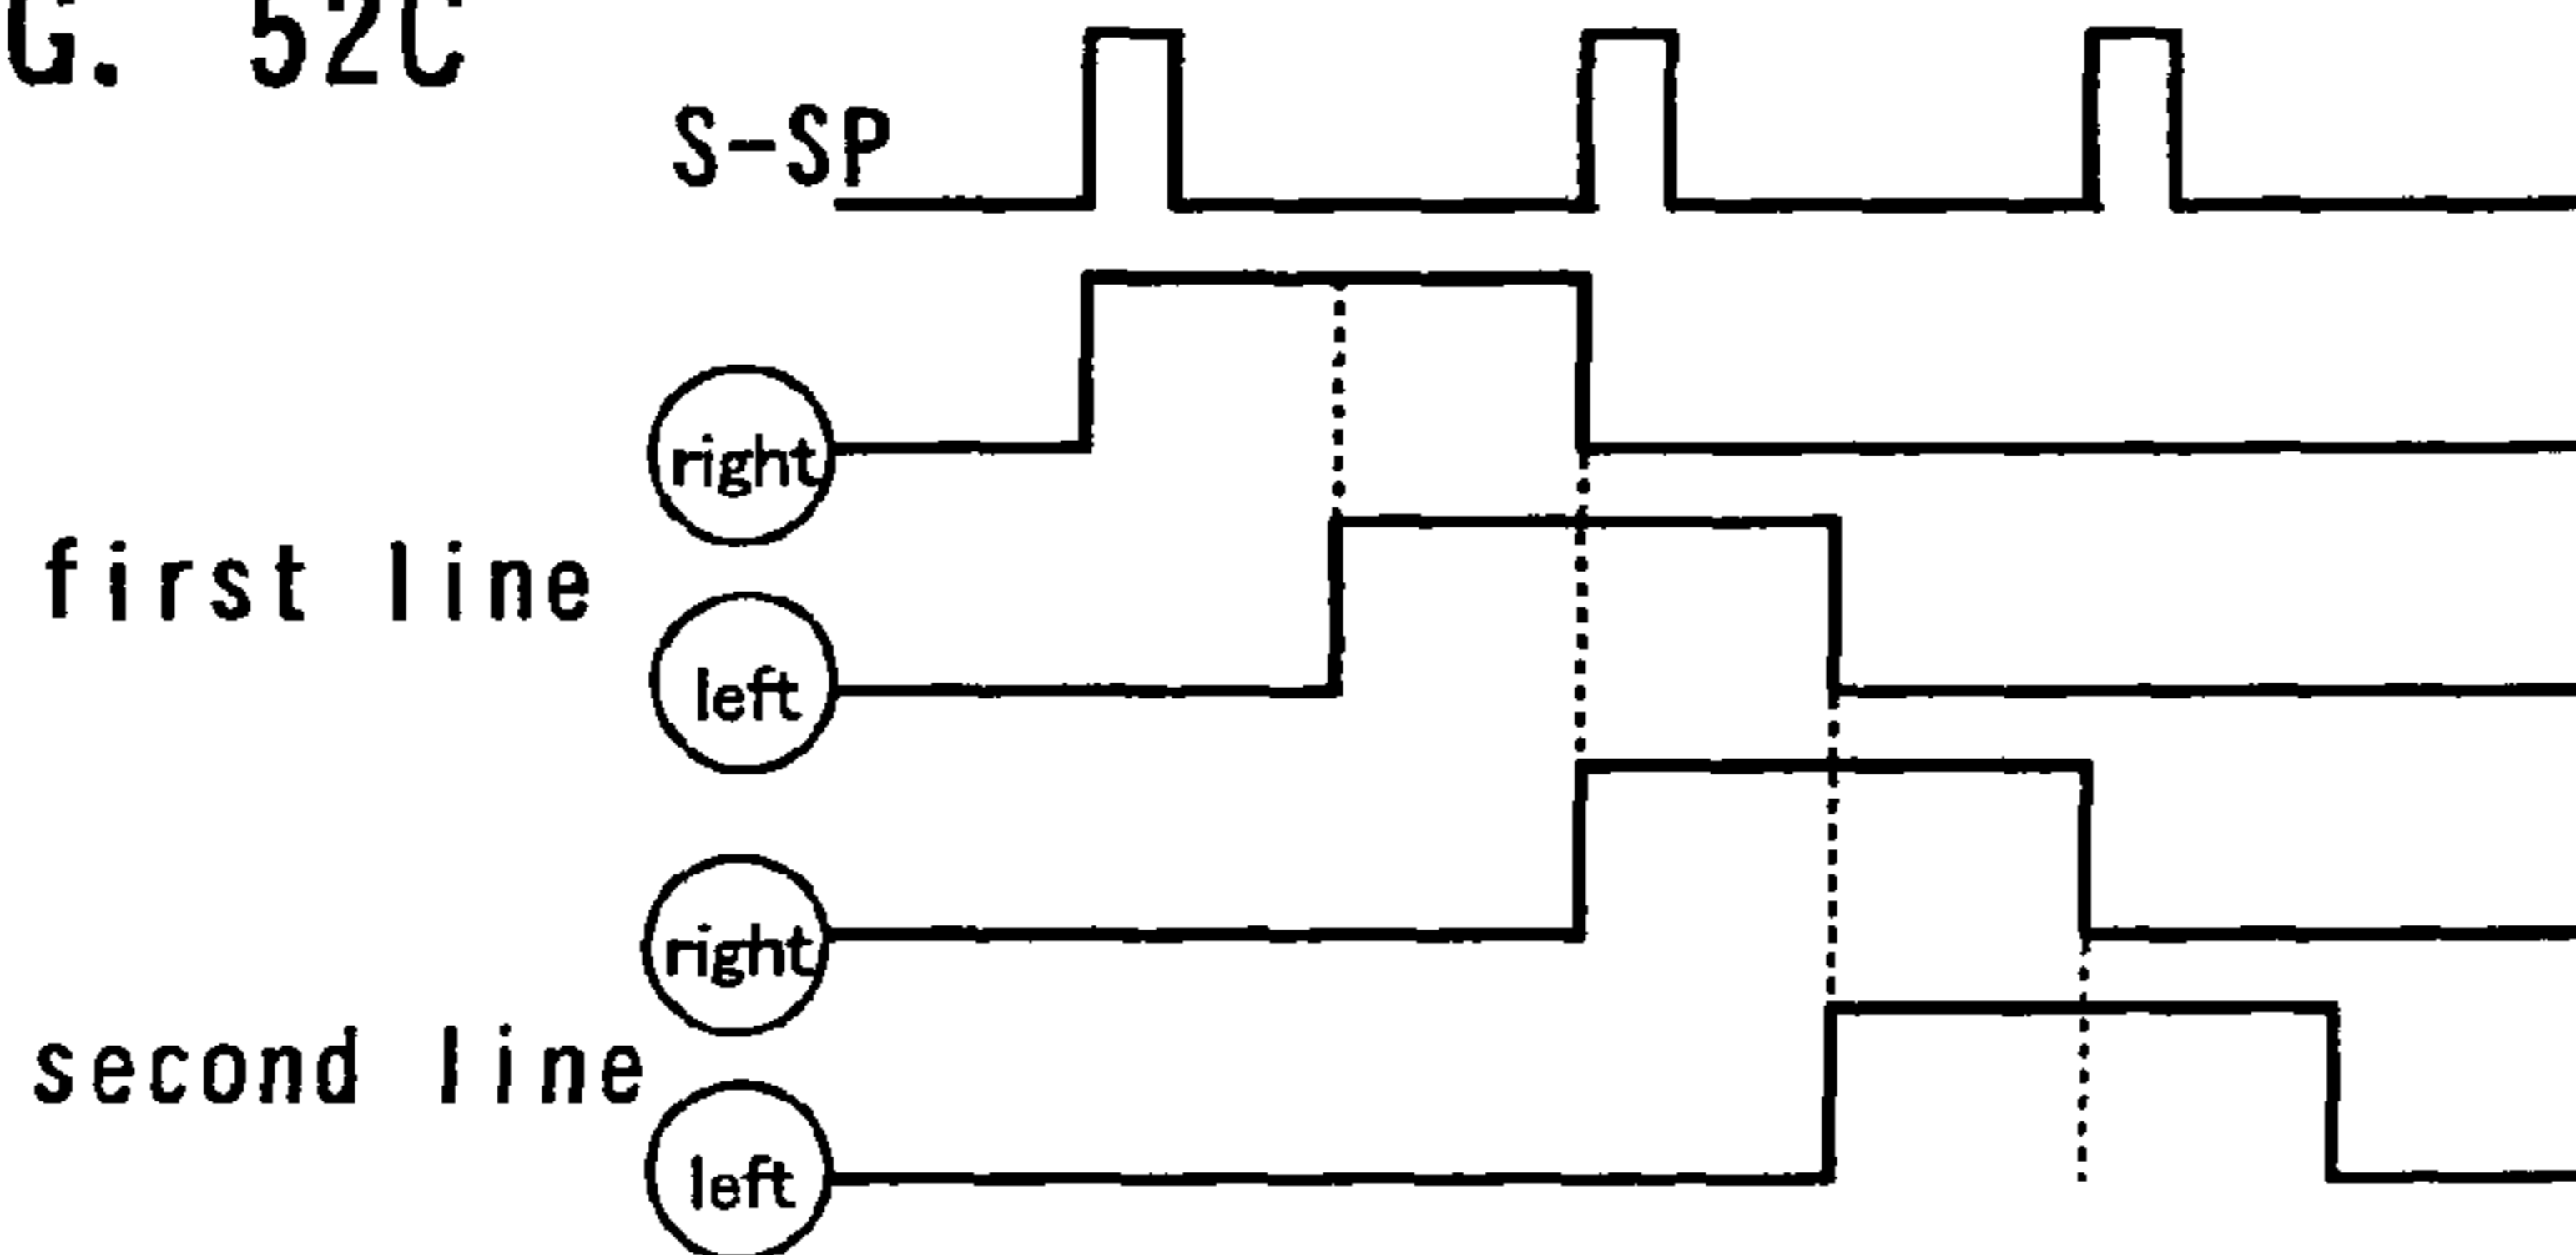 G. 52C
S-SP
right
first line
left
right
second line
left